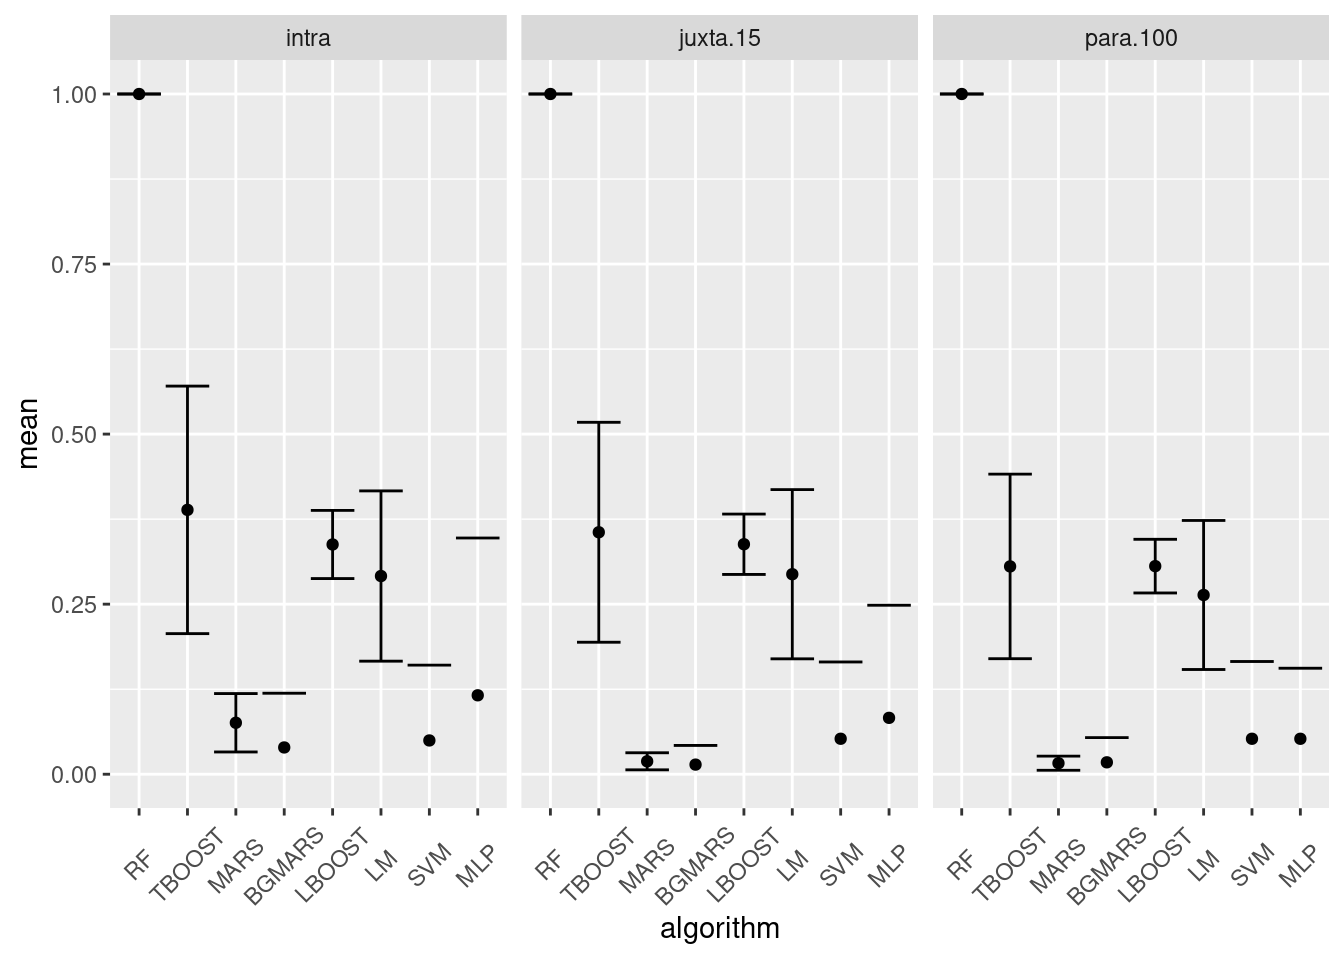 intra
juxta.15
para.100
mean
1.00
0.75
0.50
0.25
0.00
RF
TBOOST
MARS
BGMARS
LBOOST
LM
SVM
MLP
RF
TBOOST
MARS
BGMARS
LBOOST
LM
SVM
MLP
RF
TBOOST
MARS
BGMARS
LBOOST
LM
SVM
MLP
algorithm